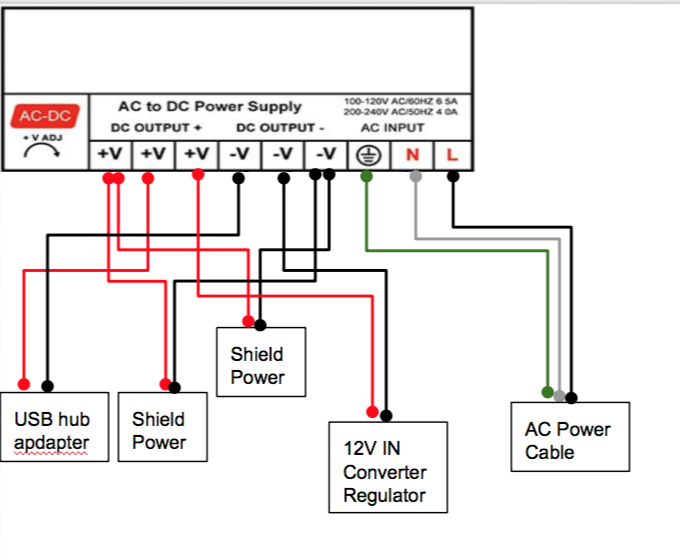 AC-DC
+ V ADJ
AC to DC Power Supply
DC OUTPUT + DC OUTPUT -
100-120V AC/60HZ 6 5A
200-240V AC/50HZ 4 0A
AC INPUT
+V +V +V -V -V -V N L
Shield
Power
USB hub
apdapter
Shield
Power
12V IN
Converter
Regulator
AC Power
Cable